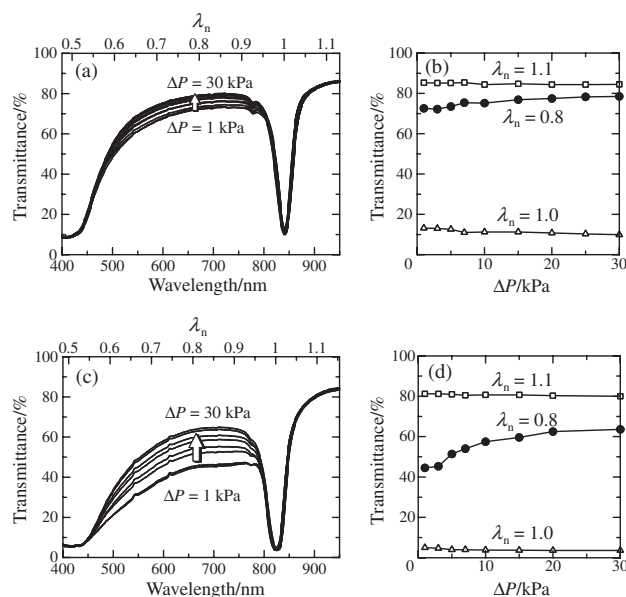 λn
0.5 0.6 0.7 0.8 0.9 1 1.1
100
80
60
40
20
0
Transmittance/%
(a)
ΔP = 30 kPa
ΔP = 1 kPa
400 500 600 700 800 900
Wavelength/nm
100
80
60
40
20
0
Transmittance/%
(b)
λn = 1.1
λn = 0.8
λn = 1.0
0 10 20 30
ΔP/kPa
λn
0.5 0.6 0.7 0.8 0.9 1 1.1
100
80
60
40
20
0
Transmittance/%
(c)
ΔP = 30 kPa
ΔP = 1 kPa
400 500 600 700 800 900
Wavelength/nm
100
80
60
40
20
0
Transmittance/%
(d)
λn = 1.1
λn = 0.8
λn = 1.0
0 10 20 30
ΔP/kPa